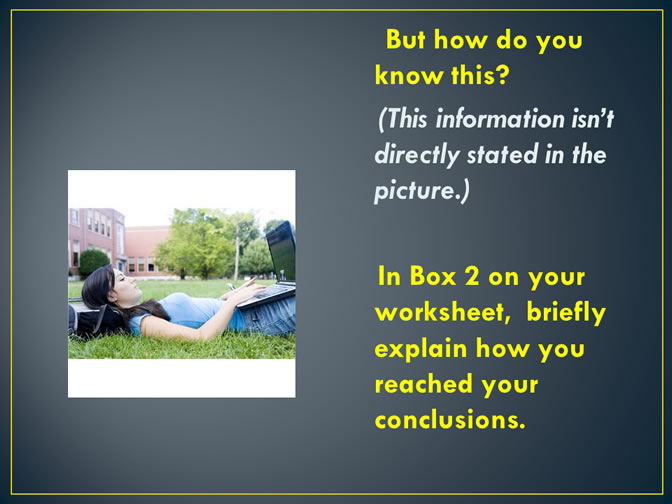 But how do you
know this?
(This information isn’t
directly stated in the
picture.)
In Box 2 on your
worksheet, briefly
explain how you
reached your
conclusions.